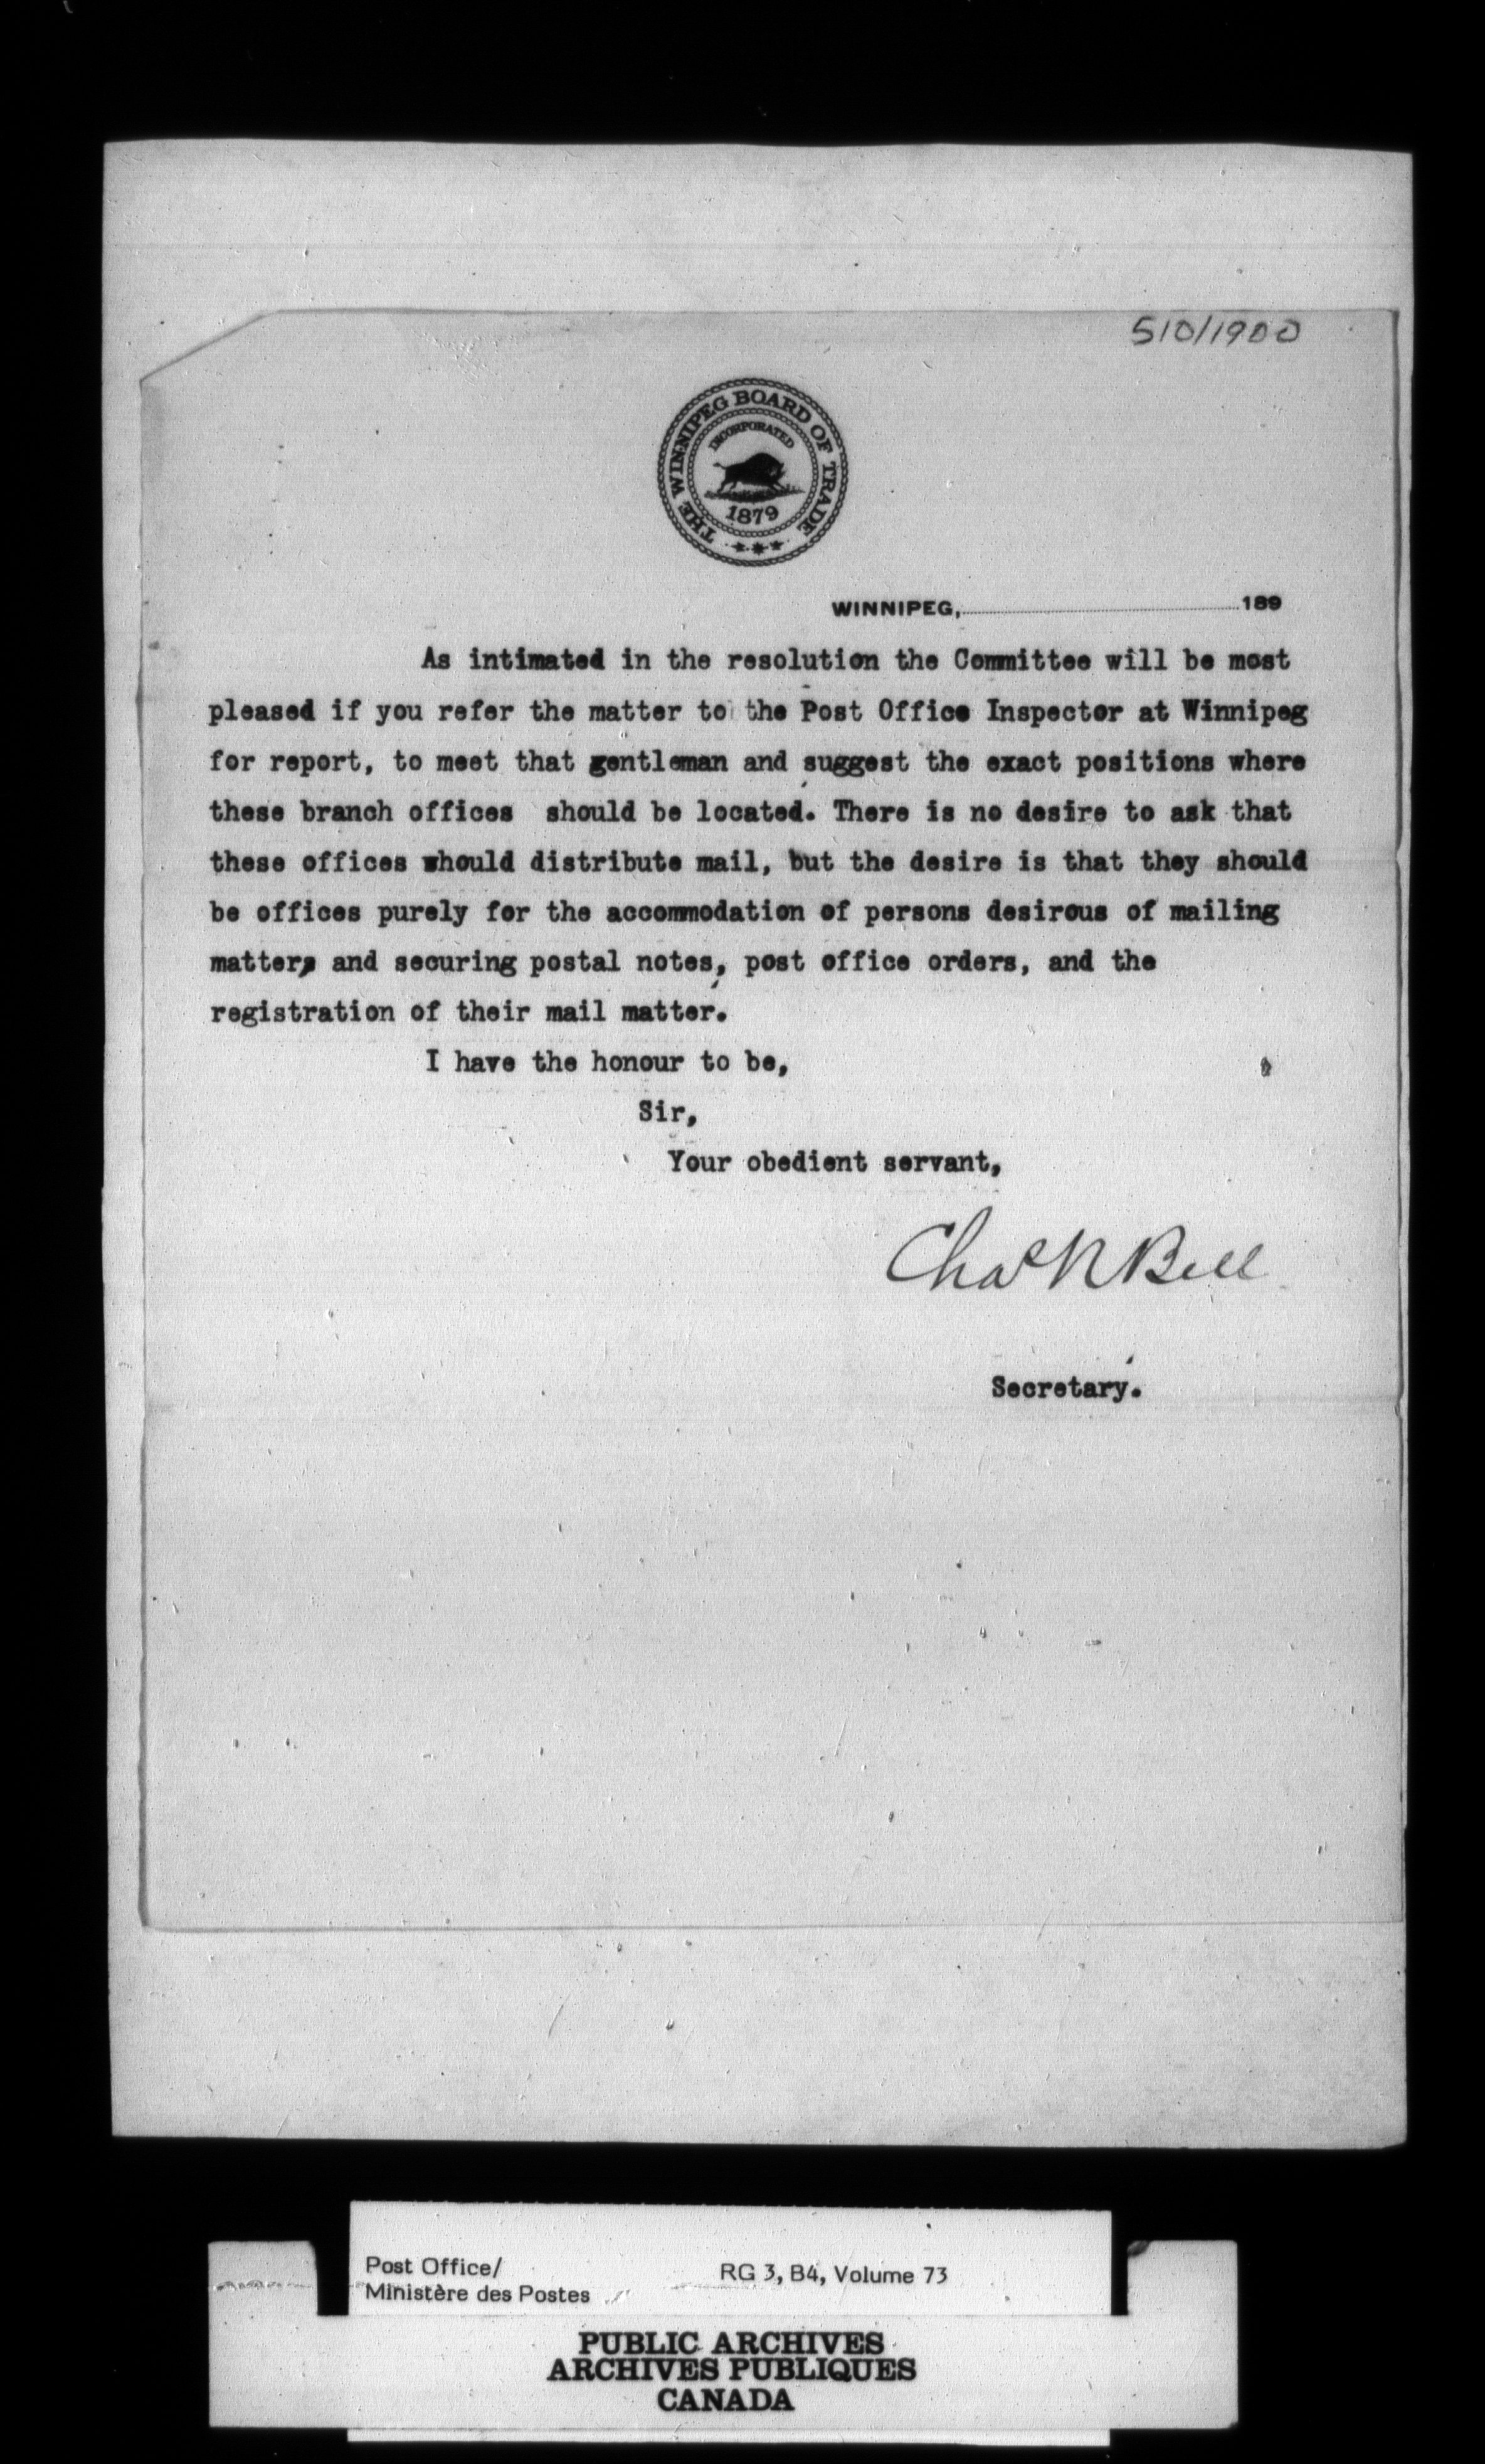 510/1900
THE WINNIPEG BOARD OF TRADE
INCORPORATED
1879
WINNIPEG, 189
As intimated in the resolution the Committee will be most
pleased if you refer the matter to the Post Office Inspector at Winnipeg
for report, to meet that gentleman and suggest the exact positions where
these branch offices should be located. There is no desire to ask that
these offices whould distribute mail, but the desire is that they should
be offices purely for the accommodation of persons desirous of mailing
matter, and securing postal notes, post office orders, and the
registration of their mail matter.
I have the honour to be,
Sir,
Your obedient servant,
Chas N Bell
Secretary.
Post Office/
Ministère des Postes
RG 3, B4, Volume 73
PUBLIC ARCHIVES
ARCHIVES PUBLIQUES
CANADA